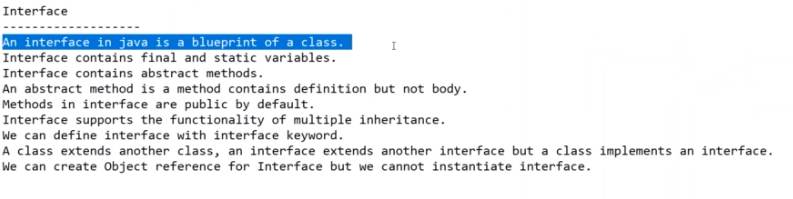 Interface
-------------------
An interface in java is a blueprint of a class.
Interface contains final and static variables.
Interface contains abstract methods.
An abstract method is a method contains definition but not body.
Methods in interface are public by default.
Interface supports the functionality of multiple inheritance.
We can define interface with interface keyword.
A class extends another class, an interface extends another interface but a class implements an interface.
We can create Object reference for Interface but we cannot instantiate interface.